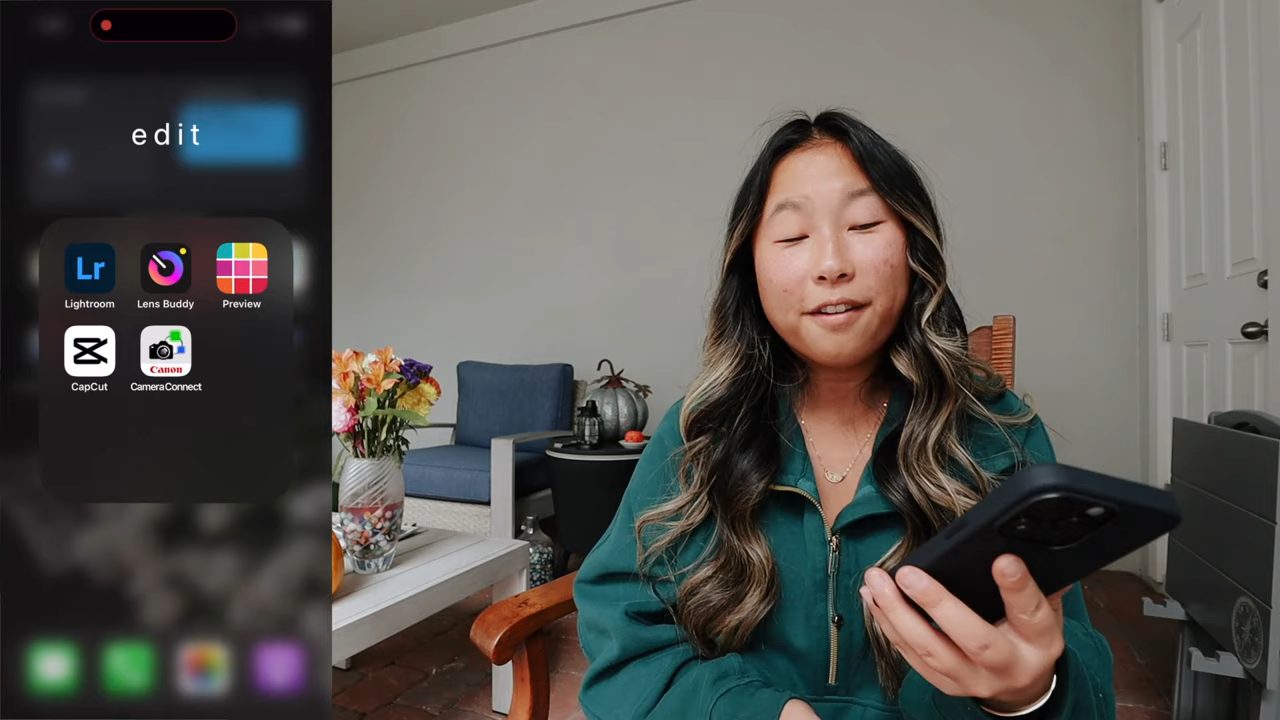 edit
Lr
Lightroom
Lens Buddy
Preview
CapCut
Canon
CameraConnect